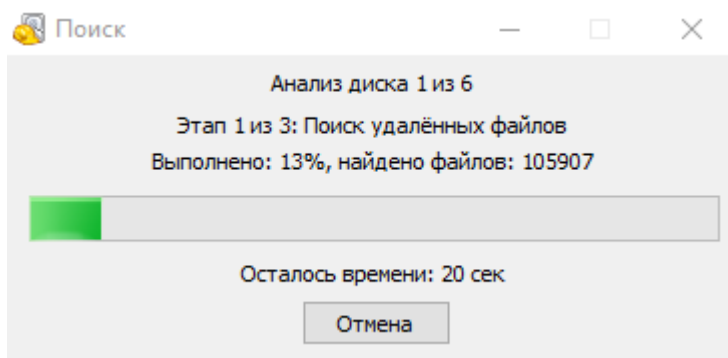 Поиск
Анализ диска 1 из 6
Этап 1 из 3: Поиск удалённых файлов
Выполнено: 13%, найдено файлов: 105907
Осталось времени: 20 сек
Отмена